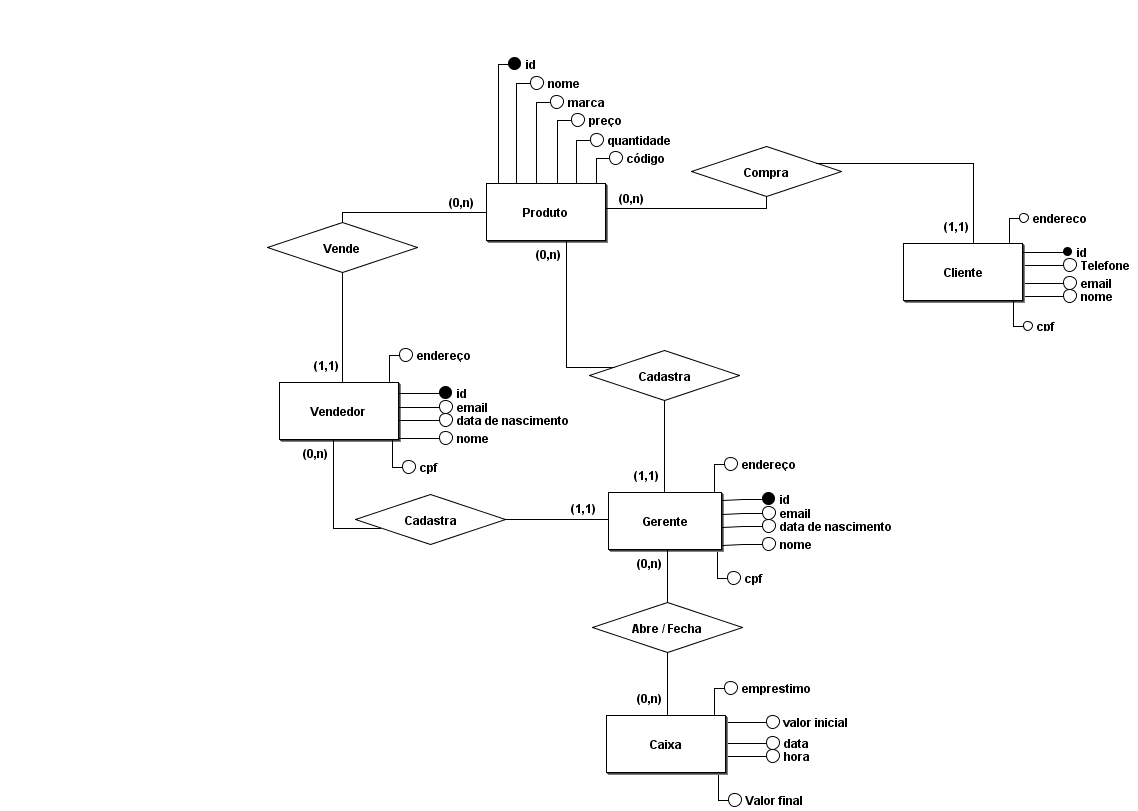 id
nome
marca
preço
quantidade
código
Compra
(0,n)
(0,n)
Produto
(1,1)
endereco
Vende
(0,n)
id
Telefone
Cliente
email
nome
cpf
(1,1)
endereço
Cadastra
id
email
Vendedor
data de nascimento
nome
(0,n)
cpf
(1,1)
endereço
id
(1,1)
email
Cadastra
Gerente
data de nascimento
nome
(0,n)
cpf
Abre / Fecha
emprestimo
(0,n)
valor inicial
Caixa
data
hora
Valor final